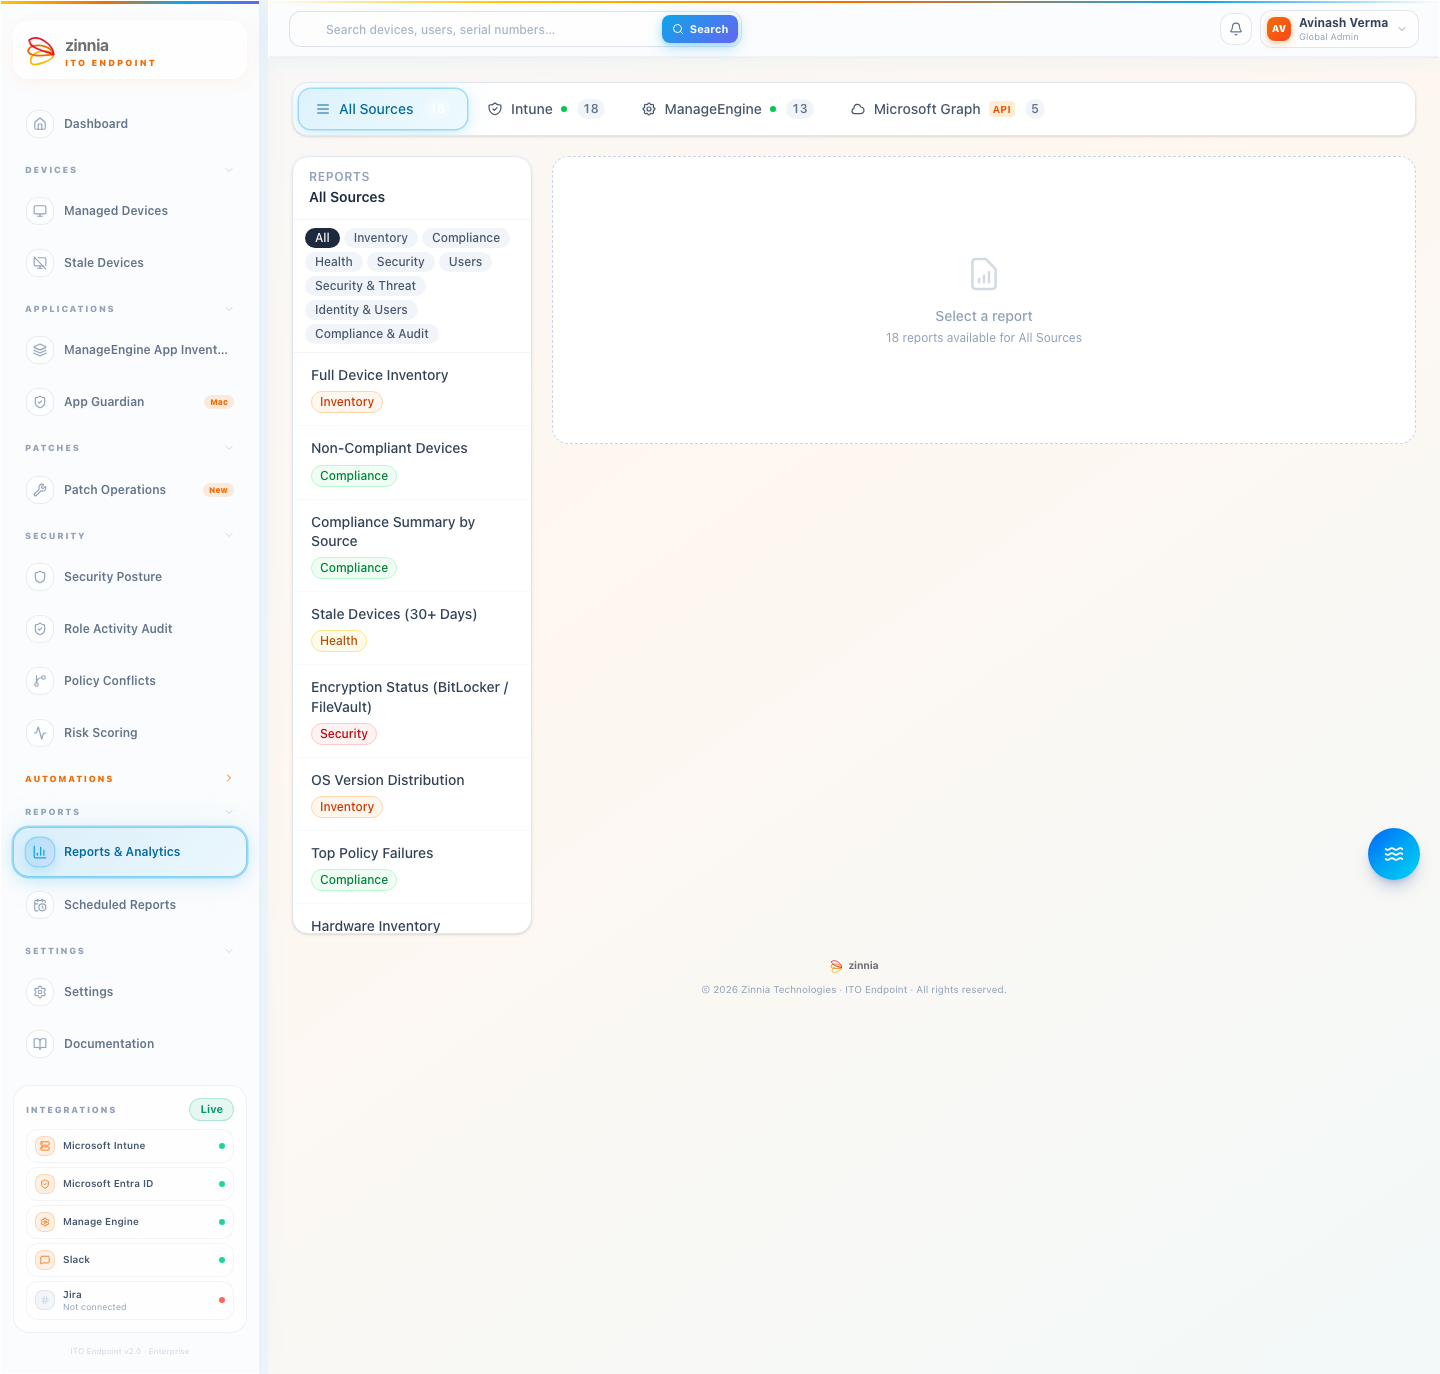 zinnia
ITO ENDPOINT
Dashboard
DEVICES
Managed Devices
Stale Devices
APPLICATIONS
ManageEngine App Invent...
App Guardian
Mac
PATCHES
Patch Operations
New
SECURITY
Security Posture
Role Activity Audit
Policy Conflicts
Risk Scoring
AUTOMATIONS
REPORTS
Reports & Analytics
Scheduled Reports
SETTINGS
Settings
Documentation
INTEGRATIONS
Live
Microsoft Intune
Microsoft Entra ID
Manage Engine
Slack
Jira
Not connected
ITO Endpoint v2.0 · Enterprise
Search devices, users, serial numbers...
Search
AV
Avinash Verma
Global Admin
All Sources 18
Intune 18
ManageEngine 13
Microsoft Graph API 5
REPORTS
All Sources
All Inventory Compliance
Health Security Users
Security & Threat
Identity & Users
Compliance & Audit
Full Device Inventory
Inventory
Non-Compliant Devices
Compliance
Compliance Summary by
Source
Compliance
Stale Devices (30+ Days)
Health
Encryption Status (BitLocker /
FileVault)
Security
OS Version Distribution
Inventory
Top Policy Failures
Compliance
Hardware Inventory
Select a report
18 reports available for All Sources
zinnia
© 2026 Zinnia Technologies · ITO Endpoint · All rights reserved.